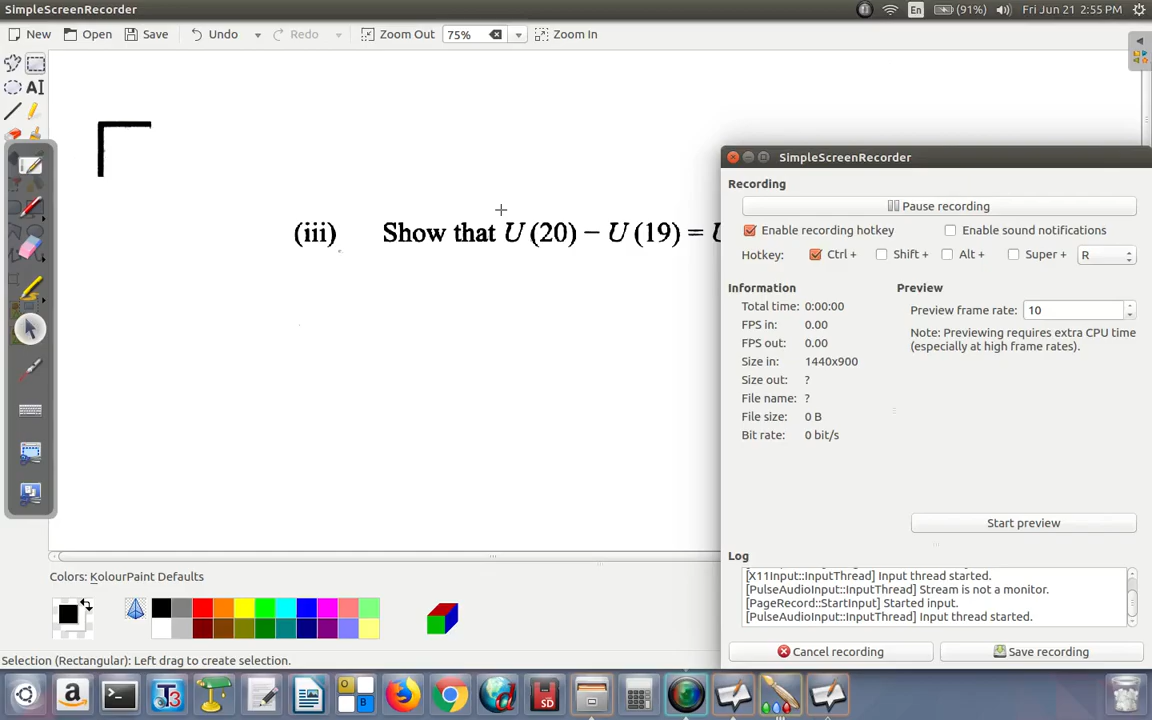 SimpleScreenRecorder
En (91%) Fri Jun 21 2:55 PM
New Open Save Undo Redo Zoom Out 75% Zoom In
A
(iii) Show that U (20) − U (19) =
SimpleScreenRecorder
Recording
Pause recording
Enable recording hotkey Enable sound notifications
Hotkey: Ctrl + Shift + Alt + Super + R
Information
Total time: 0:00:00
FPS in: 0.00
FPS out: 0.00
Size in: 1440x900
Size out: ?
File name: ?
File size: 0 B
Bit rate: 0 bit/s
Preview
Preview frame rate: 10
Note: Previewing requires extra CPU time
(especially at high frame rates).
Start preview
Log
[X11Input::InputThread] Input thread started.
[PulseAudioInput::InputThread] Stream is not a monitor.
[PageRecord::StartInput] Started input.
[PulseAudioInput::InputThread] Input thread started.
Cancel recording Save recording
Colors: KolourPaint Defaults
Selection (Rectangular): Left drag to create selection.
a T3 SD